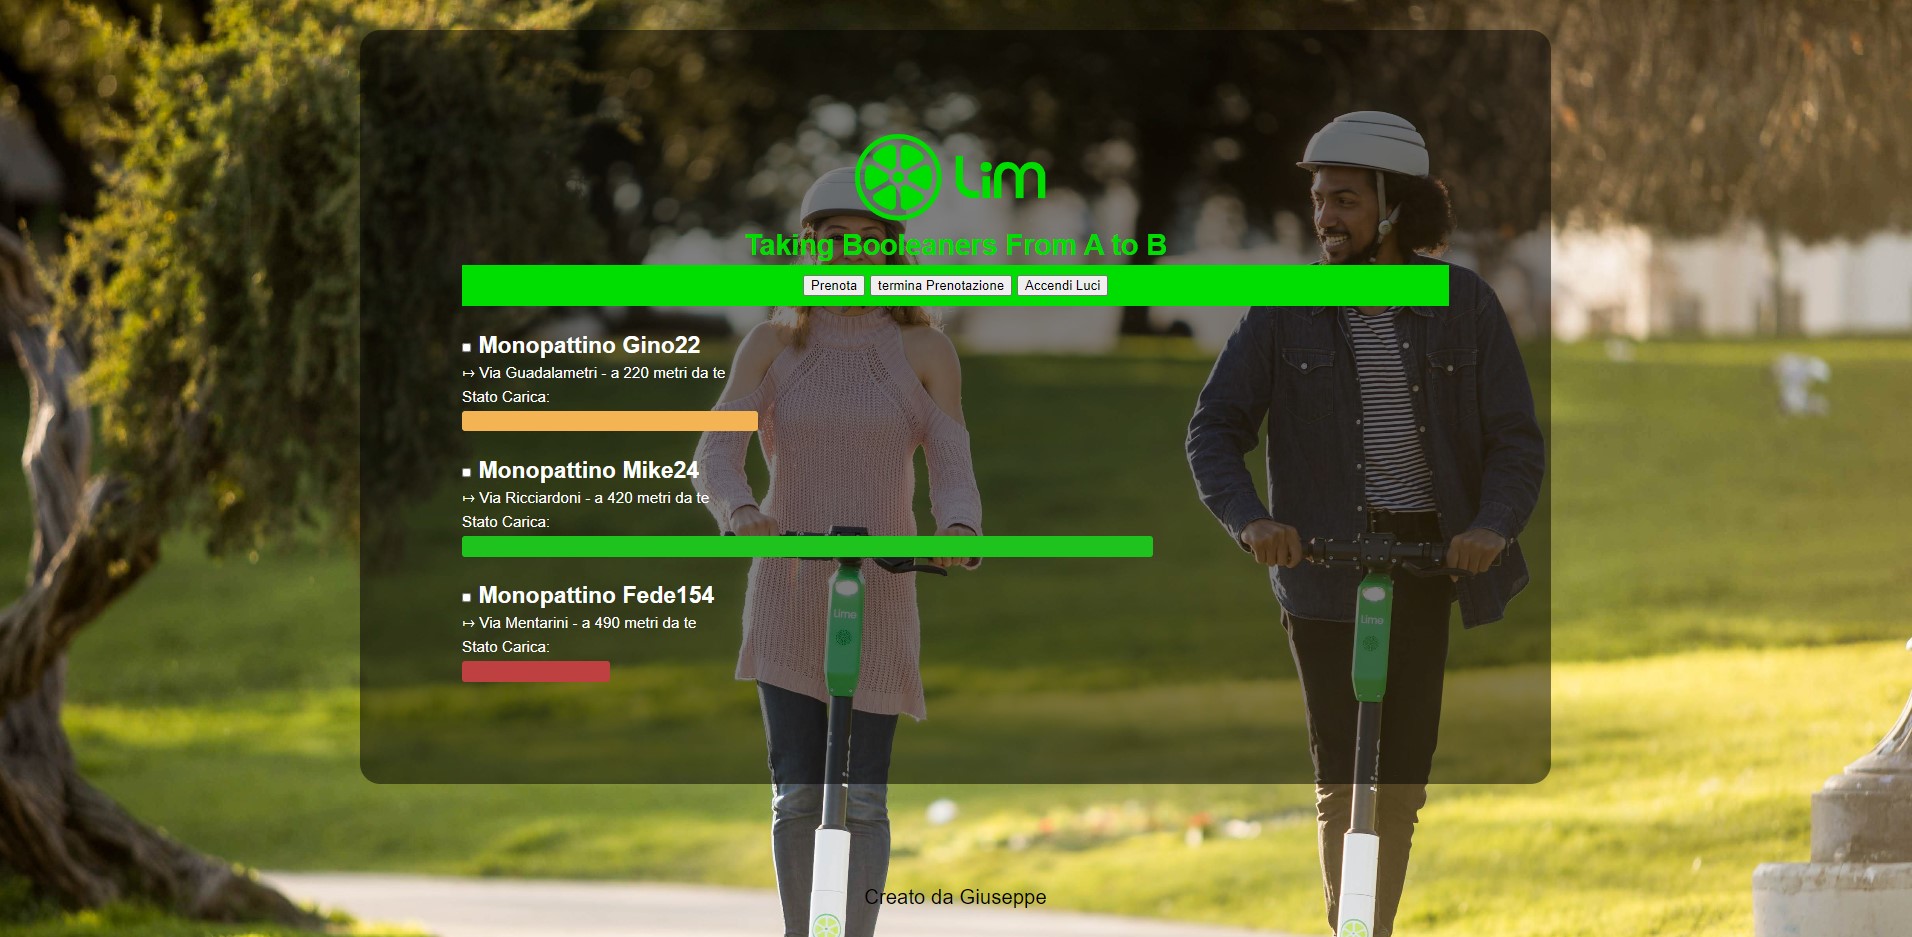 Lim
Taking Booleaners From A to B
Prenota termina Prenotazione Accendi Luci
Monopattino Gino22
↦ Via Guadalametri - a 220 metri da te
Stato Carica:
Monopattino Mike24
↦ Via Ricciardoni - a 420 metri da te
Stato Carica:
Monopattino Fede154
↦ Via Mentarini - a 490 metri da te
Stato Carica:
Lime
Lime
Creato da Giuseppe